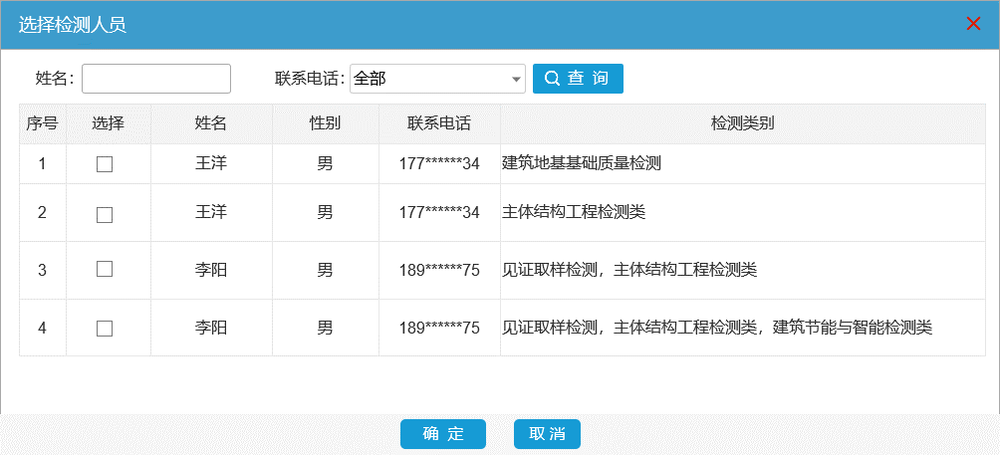 选择检测人员
姓名： 联系电话：全部 查 询
序号 选择 姓名 性别 联系电话 检测类别
1 王洋 男 177******34 建筑地基基础质量检测
2 王洋 男 177******34 主体结构工程检测类
3 李阳 男 189******75 见证取样检测，主体结构工程检测类
4 李阳 男 189******75 见证取样检测，主体结构工程检测类，建筑节能与智能检测类
确 定 取 消